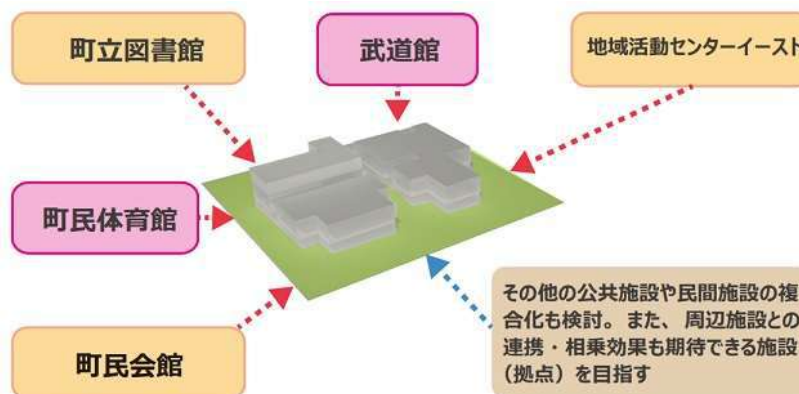 町立図書館
武道館
地域活動センターイースト
町民体育館
町民会館
その他の公共施設や民間施設の複
合化も検討。また、周辺施設との
連携・相乗効果も期待できる施設
（拠点）を目指す